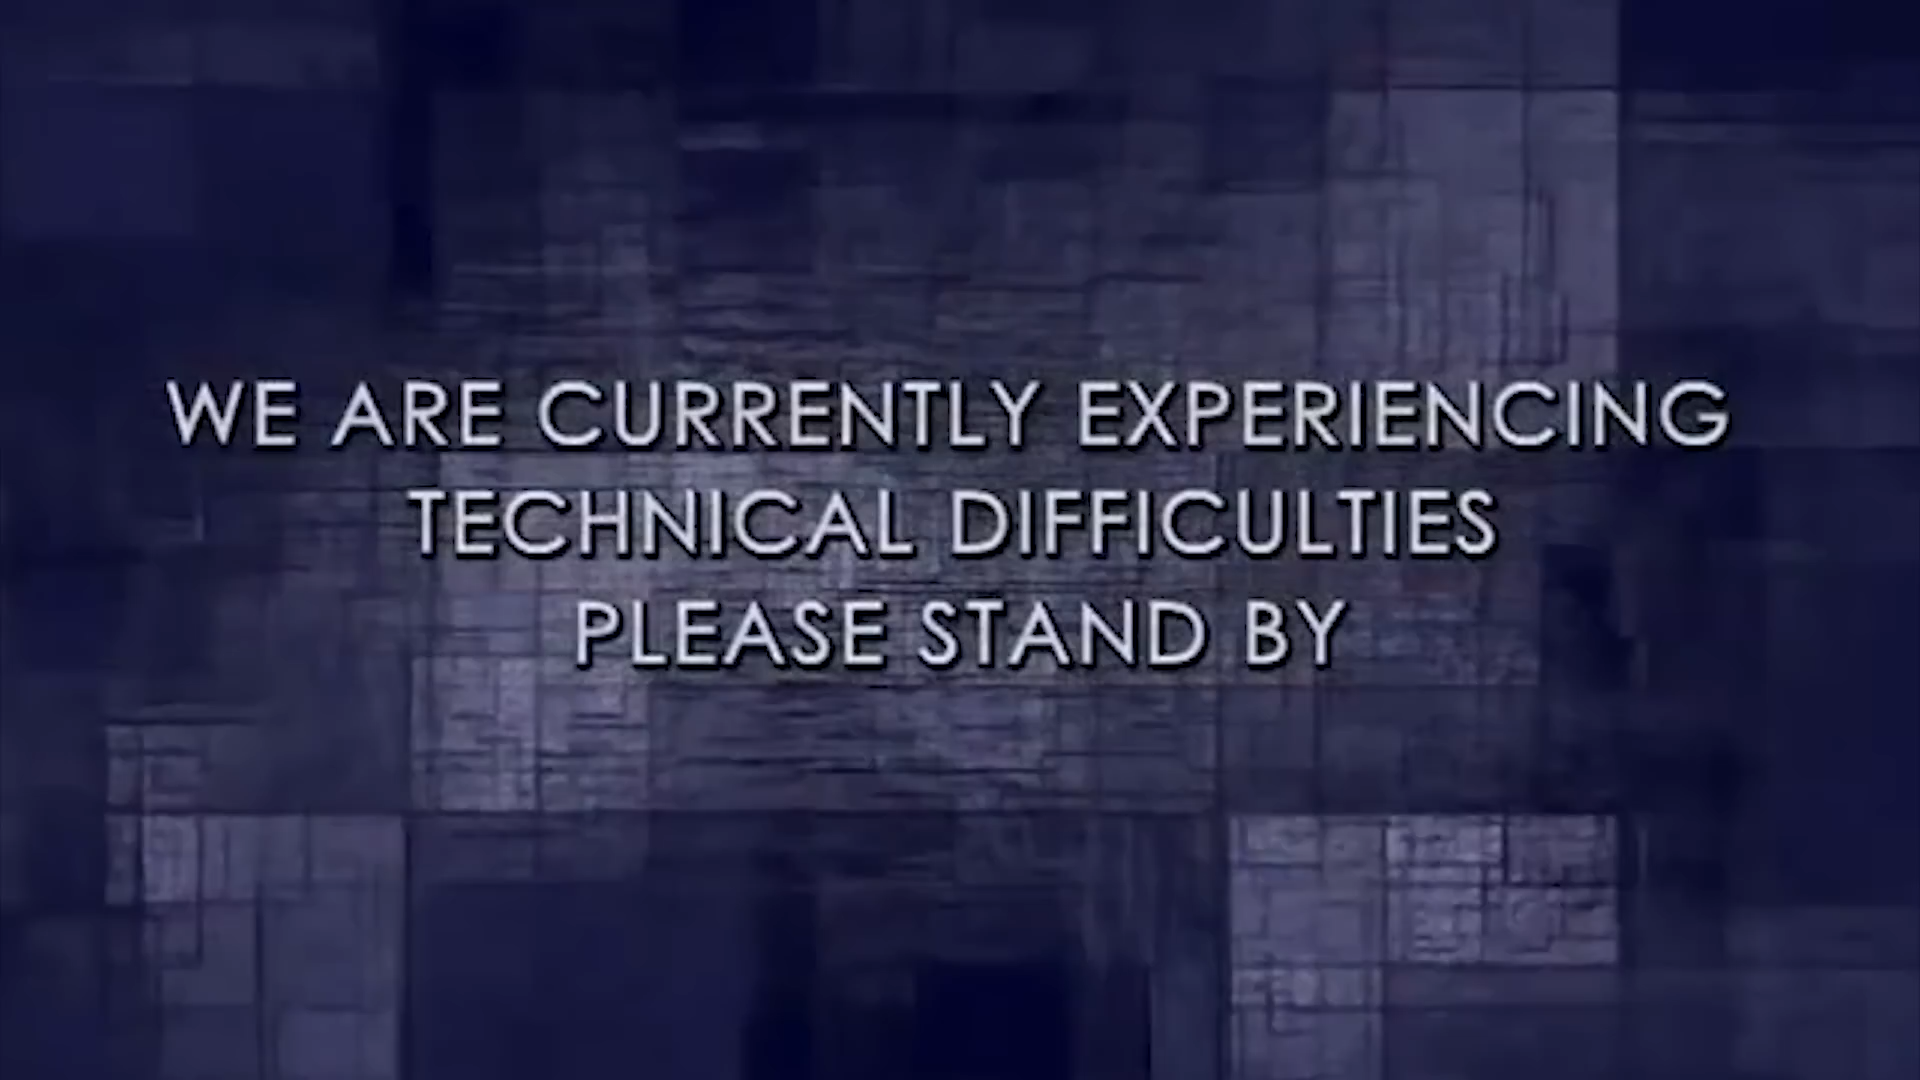 WE ARE CURRENTLY EXPERIENCING
TECHNICAL DIFFICULTIES
PLEASE STAND BY